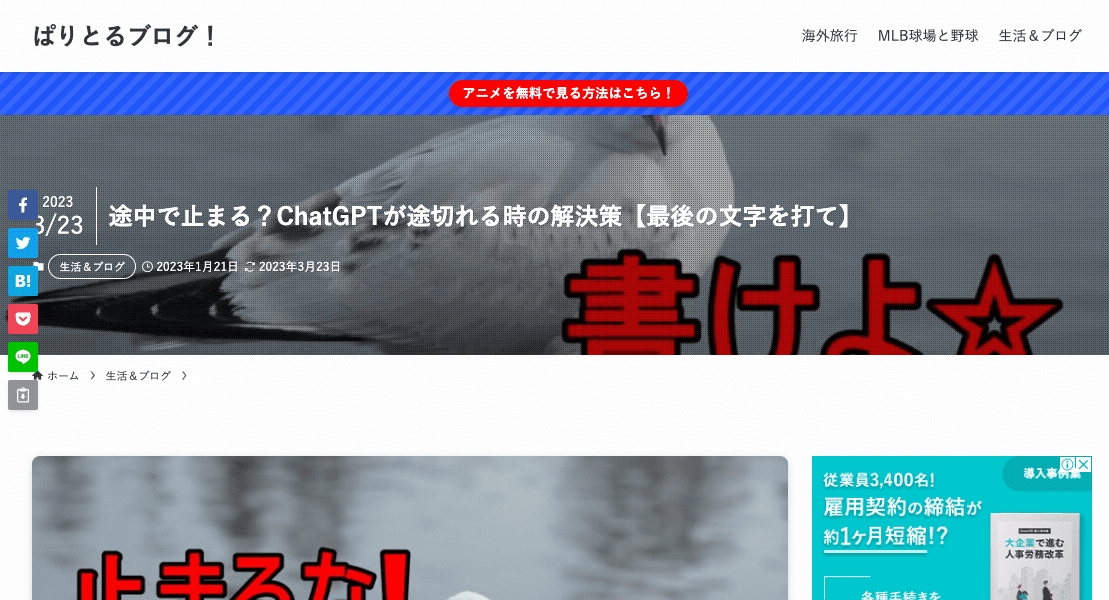 ぱりとるブログ！
海外旅行 MLB球場と野球 生活＆ブログ
アニメを無料で見る方法はこちら！
2023
3/23
途中で止まる？ChatGPTが途切れる時の解決策【最後の文字を打て】
生活＆ブログ 2023年1月21日 2023年3月23日
書けよ☆
B!
LINE
ホーム 生活＆ブログ
止まるな!
従業員3,400名!
導入事例集
雇用契約の締結が
約1ヶ月短縮!?
大企業で進む
人事労務改革
各種手続きを